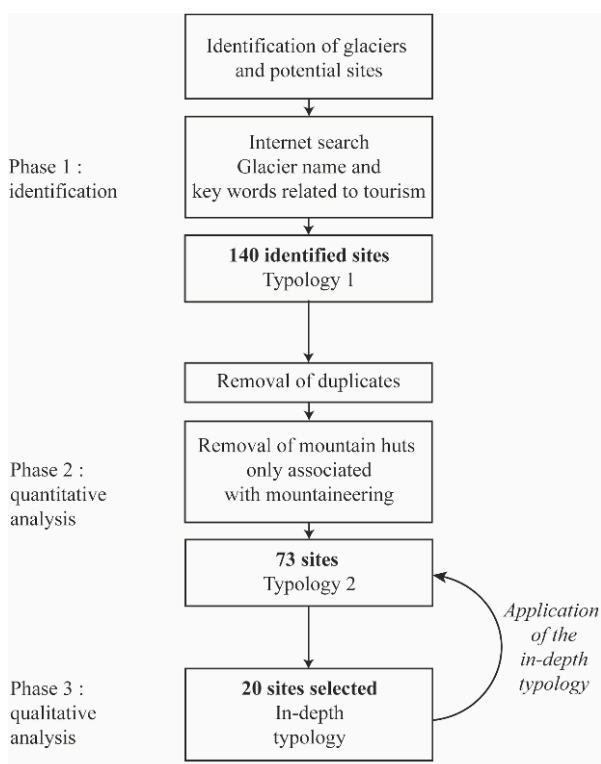 Identification of glaciers
and potential sites
Phase 1 :
identification
Internet search
Glacier name and
key words related to tourism
140 identified sites
Typology 1
Removal of duplicates
Phase 2 :
quantitative
analysis
Removal of mountain huts
only associated
with mountaineering
73 sites
Typology 2
Application
of the
in-depth
typology
Phase 3 :
qualitative
analysis
20 sites selected
In-depth
typology